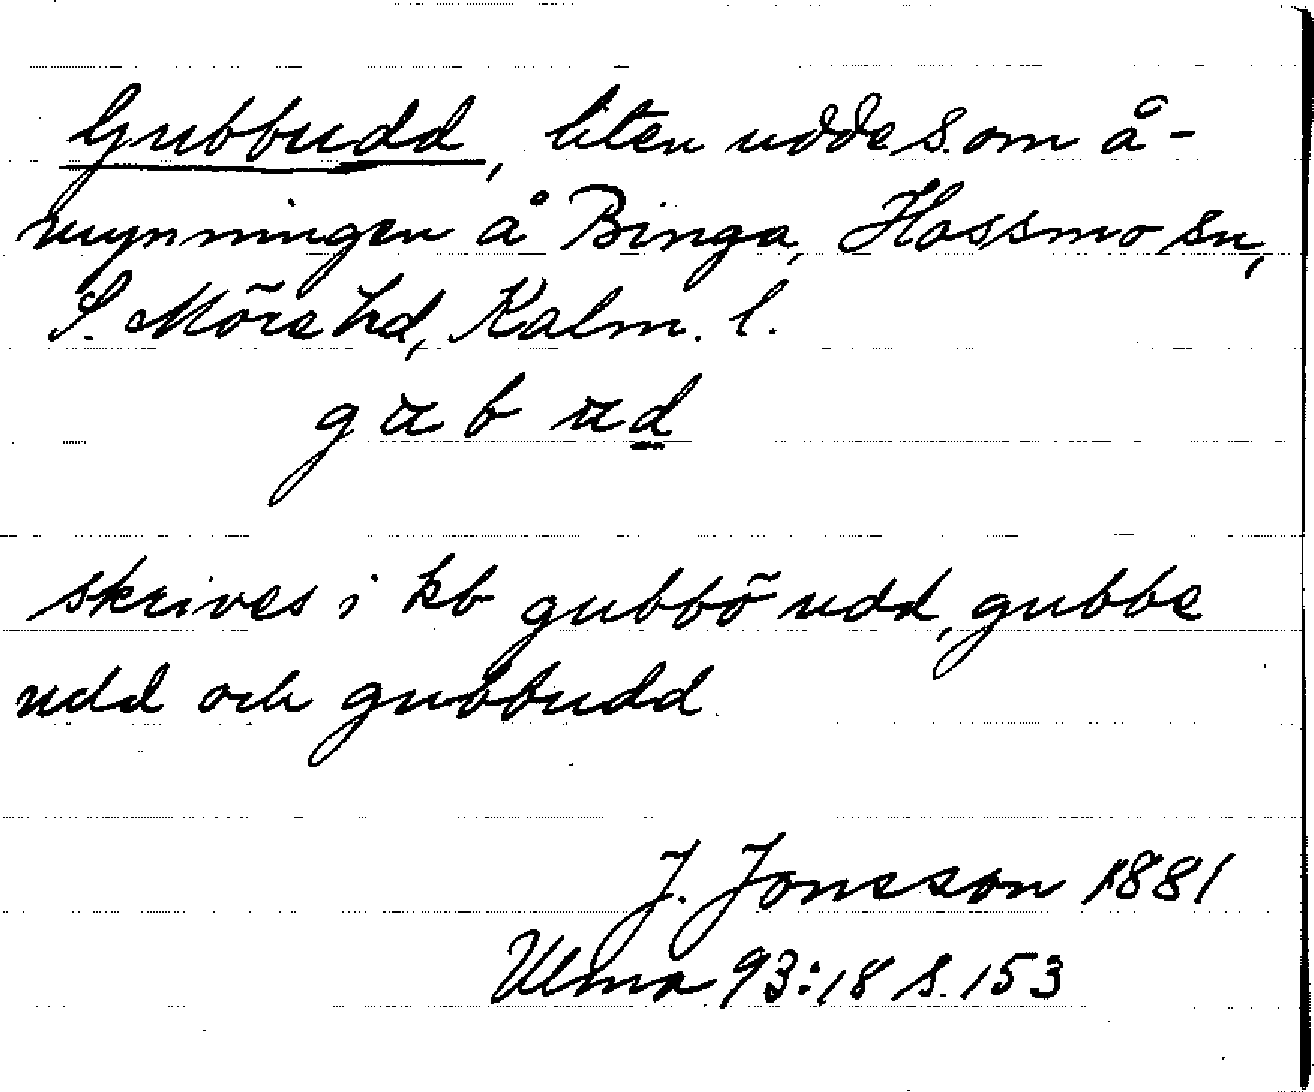 Gubbudd, liten udde s. om å-
mynningen å Binga, Hossmo sn,
S. Möre hd, Kalm. l.
skrives i kb gubbö udd, gubbe
udd och gubbudd.
J. Jonsson 1881
Ulma 93:18 s. 153